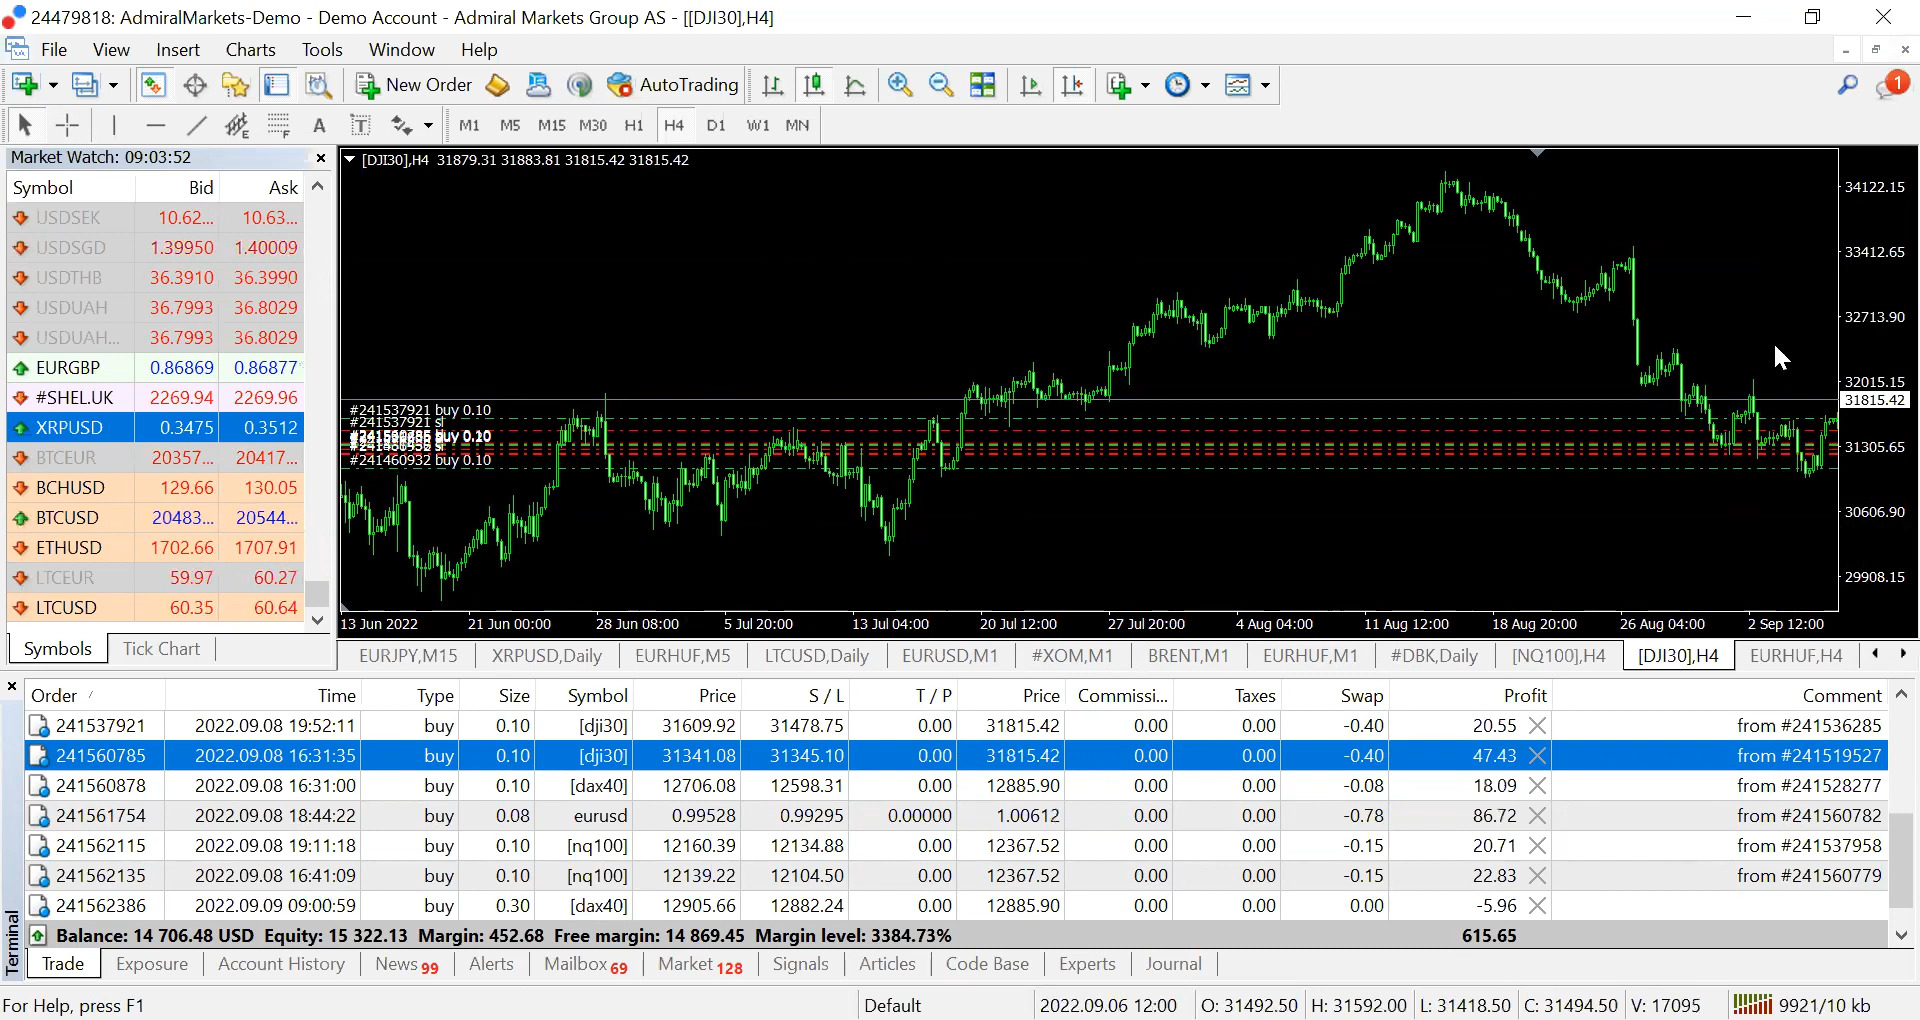 24479818: AdmiralMarkets-Demo - Demo Account - Admiral Markets Group AS - [[DJI30],H4]
File View Insert Charts Tools Window Help
New Order AutoTrading 1
A T M1 M5 M15 M30 H1 H4 D1 W1 MN
Market Watch: 09:03:52
Symbol Bid Ask
USDSEK 10.62... 10.63...
USDSGD 1.39950 1.40009
USDTHB 36.3910 36.3990
USDUAH 36.7993 36.8029
USDUAH... 36.7993 36.8029
EURGBP 0.86869 0.86877
#SHEL.UK 2269.94 2269.96
XRPUSD 0.3475 0.3512
BTCEUR 20357... 20417...
BCHUSD 129.66 130.05
BTCUSD 20483... 20544...
ETHUSD 1702.66 1707.91
LTCEUR 59.97 60.27
LTCUSD 60.35 60.64
Symbols Tick Chart
[DJI30],H4 31879.31 31883.81 31815.42 31815.42
34122.15
33412.65
32713.90
32015.15
31815.42
31305.65
30606.90
29908.15
#241537921 buy 0.10
#241537921 sl
buy 0.10
#241460932 buy 0.10
13 Jun 2022 21 Jun 00:00 28 Jun 08:00 5 Jul 20:00 13 Jul 04:00 20 Jul 12:00 27 Jul 20:00 4 Aug 04:00 11 Aug 12:00 18 Aug 20:00 26 Aug 04:00 2 Sep 12:00
EURJPY,M15 XRPUSD,Daily EURHUF,M5 LTCUSD,Daily EURUSD,M1 #XOM,M1 BRENT,M1 EURHUF,M1 #DBK,Daily [NQ100],H4 [DJI30],H4 EURHUF,H4
Order / Time Type Size Symbol Price S / L T / P Price Commissi... Taxes Swap Profit Comment
241537921 2022.09.08 19:52:11 buy 0.10 [dji30] 31609.92 31478.75 0.00 31815.42 0.00 0.00 -0.40 20.55 from #241536285
241560785 2022.09.08 16:31:35 buy 0.10 [dji30] 31341.08 31345.10 0.00 31815.42 0.00 0.00 -0.40 47.43 from #241519527
241560878 2022.09.08 16:31:00 buy 0.10 [dax40] 12706.08 12598.31 0.00 12885.90 0.00 0.00 -0.08 18.09 from #241528277
241561754 2022.09.08 18:44:22 buy 0.08 eurusd 0.99528 0.99295 0.00000 1.00612 0.00 0.00 -0.78 86.72 from #241560782
241562115 2022.09.08 19:11:18 buy 0.10 [nq100] 12160.39 12134.88 0.00 12367.52 0.00 0.00 -0.15 20.71 from #241537958
241562135 2022.09.08 16:41:09 buy 0.10 [nq100] 12139.22 12104.50 0.00 12367.52 0.00 0.00 -0.15 22.83 from #241560779
241562386 2022.09.09 09:00:59 buy 0.30 [dax40] 12905.66 12882.24 0.00 12885.90 0.00 0.00 0.00 -5.96
Balance: 14 706.48 USD Equity: 15 322.13 Margin: 452.68 Free margin: 14 869.45 Margin level: 3384.73% 615.65
Terminal
Trade Exposure Account History News 99 Alerts Mailbox 69 Market 128 Signals Articles Code Base Experts Journal
For Help, press F1 Default 2022.09.06 12:00 O: 31492.50 H: 31592.00 L: 31418.50 C: 31494.50 V: 17095 9921/10 kb